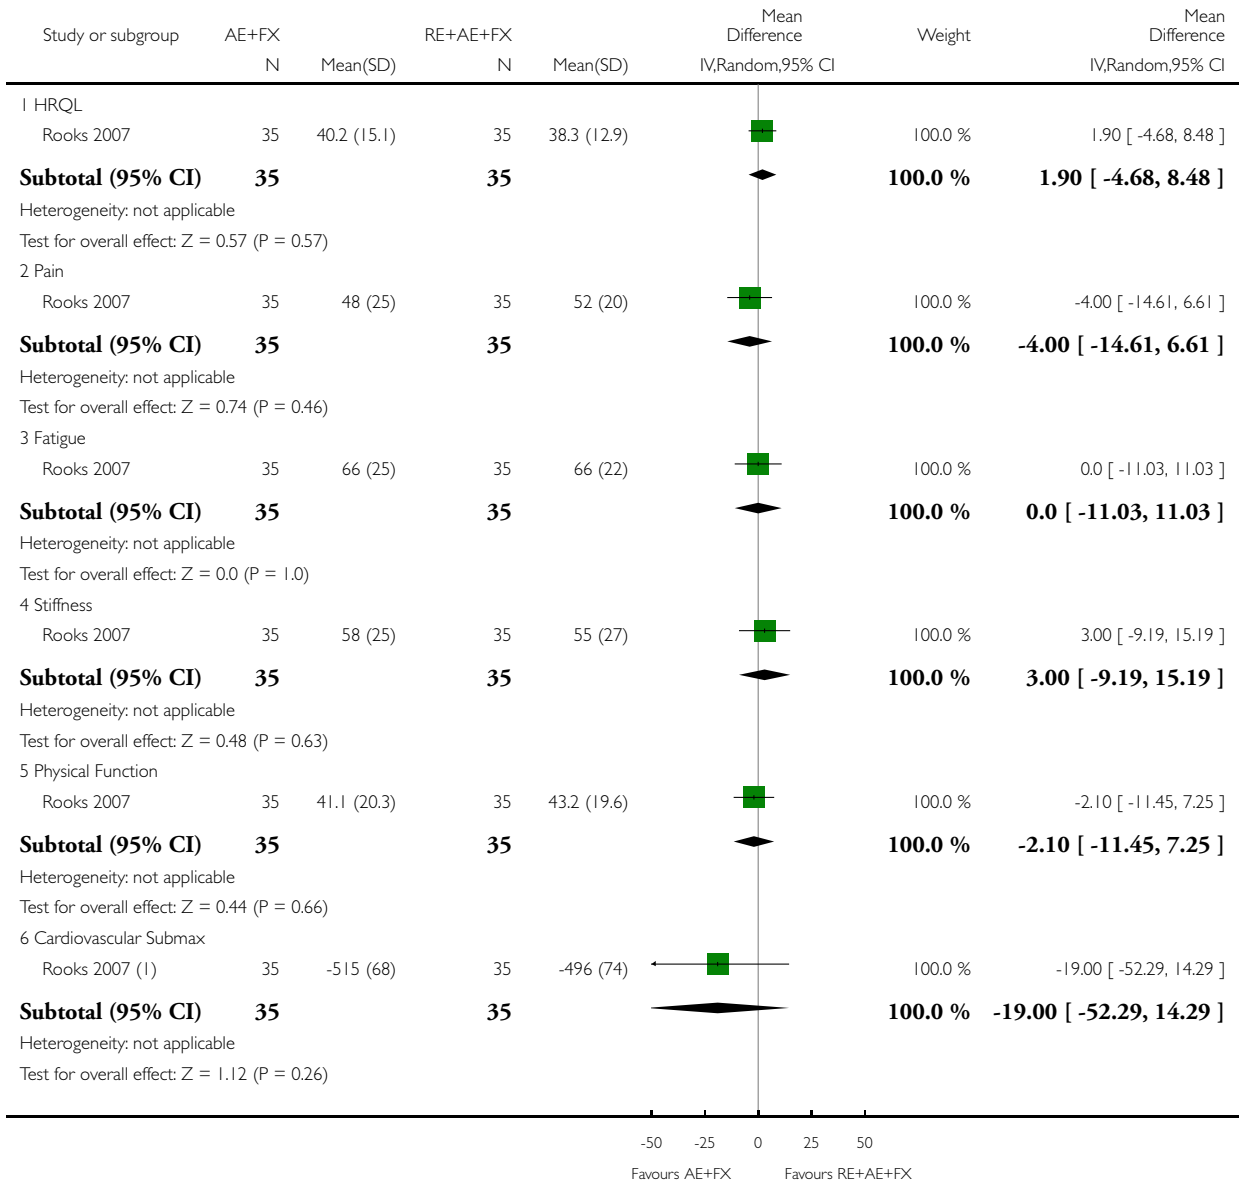 Mean Mean
Study or subgroup AE+FX RE+AE+FX Difference Weight Difference
N Mean(SD) N Mean(SD) IV,Random,95% CI IV,Random,95% CI
1 HRQL
Rooks 2007 35 40.2 (15.1) 35 38.3 (12.9) 100.0 % 1.90 [ -4.68, 8.48 ]
Subtotal (95% CI) 35 35 100.0 % 1.90 [ -4.68, 8.48 ]
Heterogeneity: not applicable
Test for overall effect: Z = 0.57 (P = 0.57)
2 Pain
Rooks 2007 35 48 (25) 35 52 (20) 100.0 % -4.00 [ -14.61, 6.61 ]
Subtotal (95% CI) 35 35 100.0 % -4.00 [ -14.61, 6.61 ]
Heterogeneity: not applicable
Test for overall effect: Z = 0.74 (P = 0.46)
3 Fatigue
Rooks 2007 35 66 (25) 35 66 (22) 100.0 % 0.0 [ -11.03, 11.03 ]
Subtotal (95% CI) 35 35 100.0 % 0.0 [ -11.03, 11.03 ]
Heterogeneity: not applicable
Test for overall effect: Z = 0.0 (P = 1.0)
4 Stiffness
Rooks 2007 35 58 (25) 35 55 (27) 100.0 % 3.00 [ -9.19, 15.19 ]
Subtotal (95% CI) 35 35 100.0 % 3.00 [ -9.19, 15.19 ]
Heterogeneity: not applicable
Test for overall effect: Z = 0.48 (P = 0.63)
5 Physical Function
Rooks 2007 35 41.1 (20.3) 35 43.2 (19.6) 100.0 % -2.10 [ -11.45, 7.25 ]
Subtotal (95% CI) 35 35 100.0 % -2.10 [ -11.45, 7.25 ]
Heterogeneity: not applicable
Test for overall effect: Z = 0.44 (P = 0.66)
6 Cardiovascular Submax
Rooks 2007 (1) 35 -515 (68) 35 -496 (74) 100.0 % -19.00 [ -52.29, 14.29 ]
Subtotal (95% CI) 35 35 100.0 % -19.00 [ -52.29, 14.29 ]
Heterogeneity: not applicable
Test for overall effect: Z = 1.12 (P = 0.26)
-50 -25 0 25 50
Favours AE+FX Favours RE+AE+FX